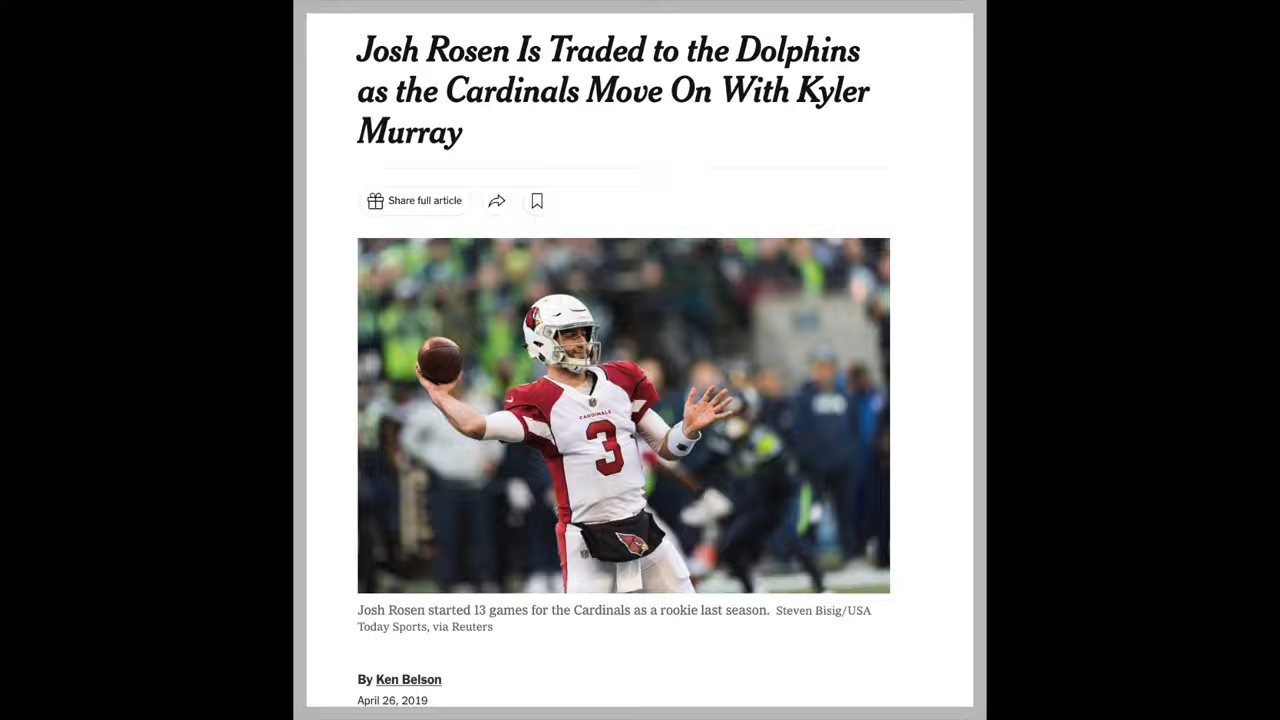 Josh Rosen Is Traded to the Dolphins
as the Cardinals Move On With Kyler
Murray
Share full article
CARDINALS
3
Josh Rosen started 13 games for the Cardinals as a rookie last season. Steven Bisig/USA
Today Sports, via Reuters
By Ken Belson
April 26, 2019